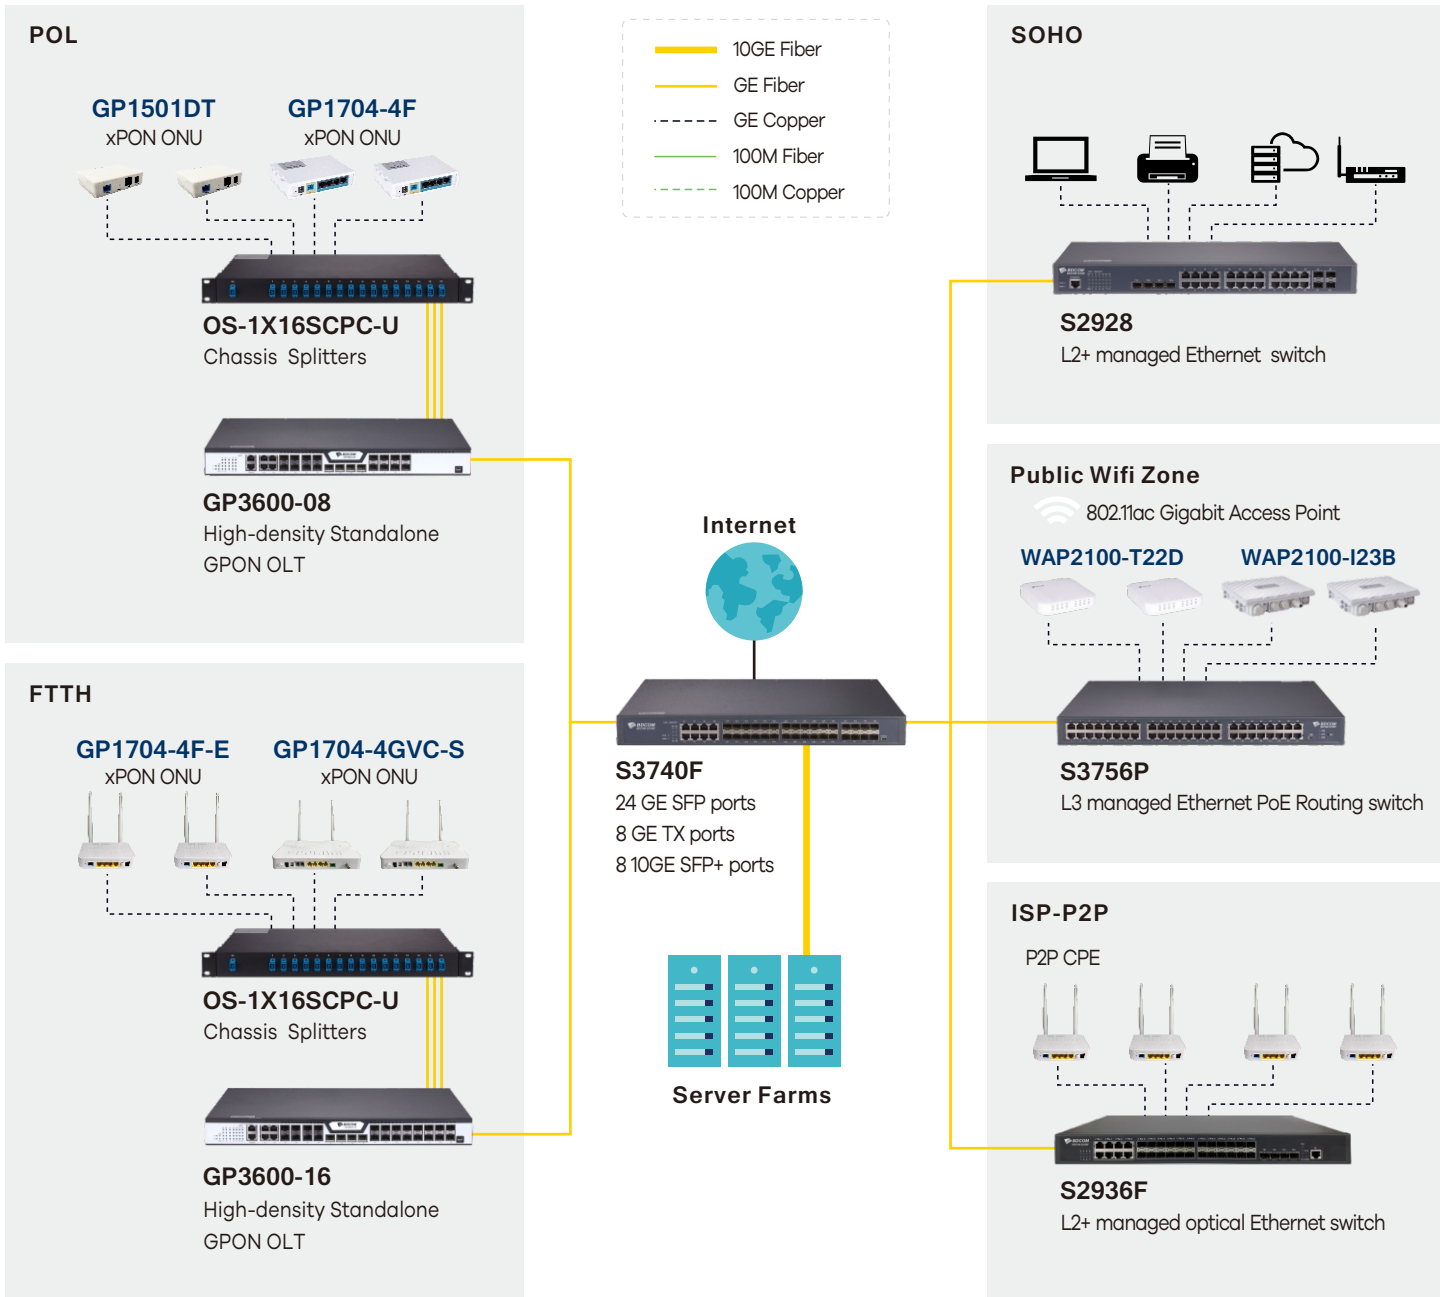 POL
GP1501DT
xPON ONU
GP1704-4F
xPON ONU
OS-1X16SCPC-U
Chassis Splitters
GP3600-08
High-density Standalone
GPON OLT
FTTH
GP1704-4F-E
xPON ONU
GP1704-4GVC-S
xPON ONU
OS-1X16SCPC-U
Chassis Splitters
GP3600-16
High-density Standalone
GPON OLT
10GE Fiber
GE Fiber
GE Copper
100M Fiber
100M Copper
Internet
BDCOM
S3740F
24 GE SFP ports
8 GE TX ports
8 10GE SFP+ ports
Server Farms
SOHO
BDCOM
S2928
L2+ managed Ethernet switch
Public Wifi Zone
802.11ac Gigabit Access Point
WAP2100-T22D
WAP2100-I23B
BDCOM
S3756P
L3 managed Ethernet PoE Routing switch
ISP-P2P
P2P CPE
BDCOM
S2936F
L2+ managed optical Ethernet switch